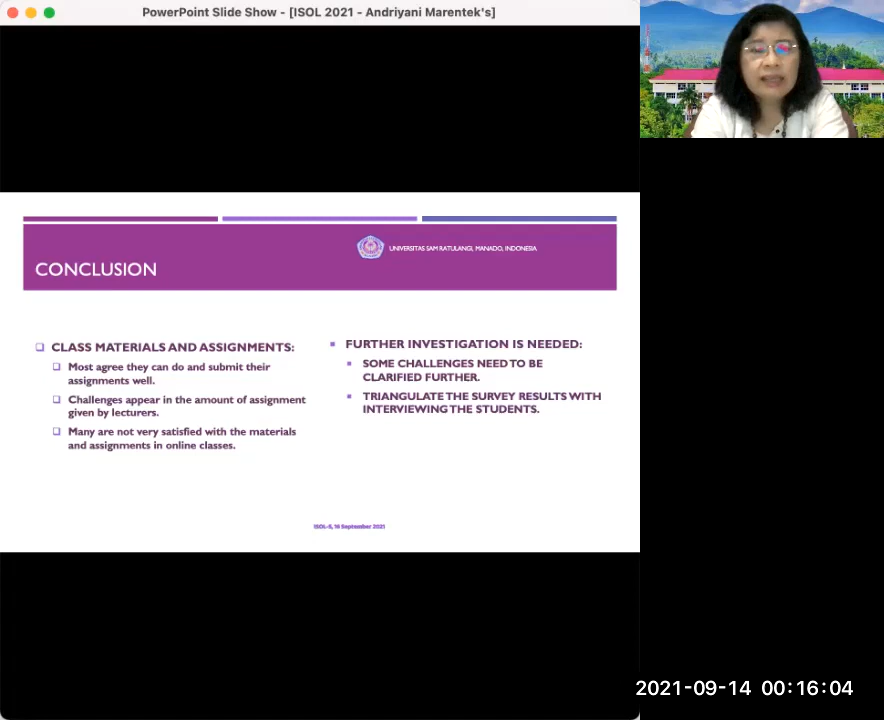 PowerPoint Slide Show - [ISOL 2021 - Andriyani Marentek's]
UNIVERSITAS SAM RATULANGI, MANADO, INDONESIA
CONCLUSION
CLASS MATERIALS AND ASSIGNMENTS:
Most agree they can do and submit their
assignments well.
Challenges appear in the amount of assignment
given by lecturers.
Many are not very satisfied with the materials
and assignments in online classes.
FURTHER INVESTIGATION IS NEEDED:
SOME CHALLENGES NEED TO BE
CLARIFIED FURTHER.
TRIANGULATE THE SURVEY RESULTS WITH
INTERVIEWING THE STUDENTS.
ISOL-5, 16 September 2021
2021-09-14 00:16:04